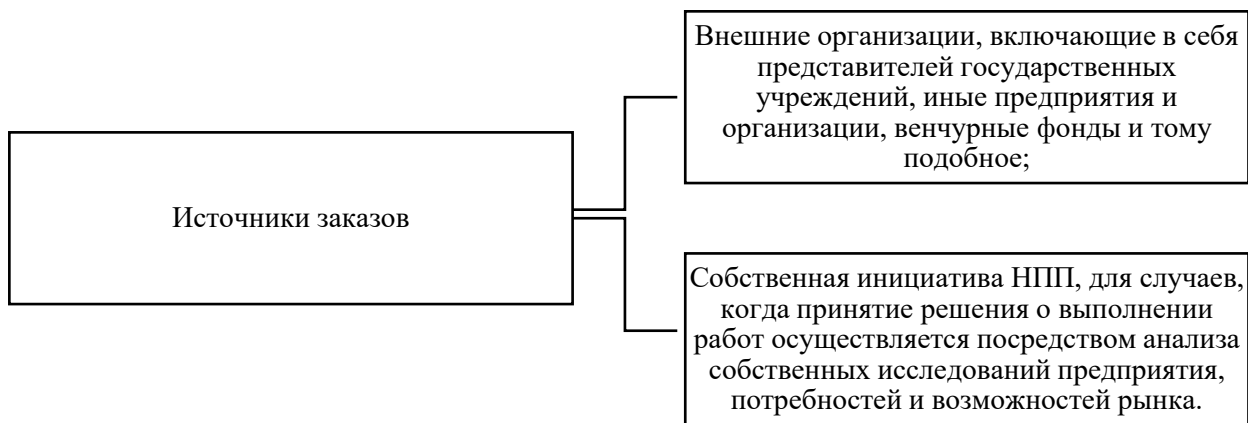 Внешние организации, включающие в себя
представителей государственных
учреждений, иные предприятия и
организации, венчурные фонды и тому
подобное;
Источники заказов
Собственная инициатива НПП, для случаев,
когда принятие решения о выполнении
работ осуществляется посредством анализа
собственных исследований предприятия,
потребностей и возможностей рынка.